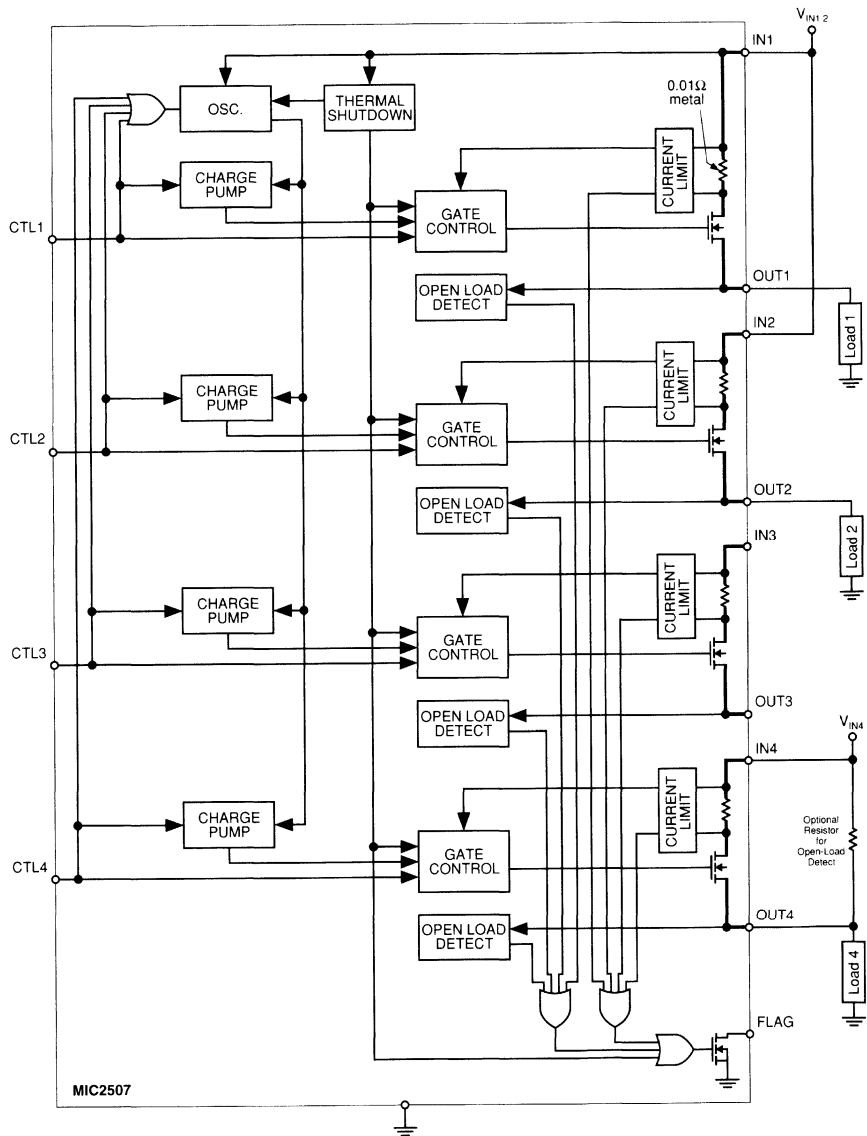 V_IN1 2
IN1
0.01Ω
metal
OSC.
THERMAL
SHUTDOWN
CURRENT
LIMIT
CHARGE
PUMP
GATE
CONTROL
CTL1
OPEN LOAD
DETECT
OUT1
Load 1
IN2
CURRENT
LIMIT
CHARGE
PUMP
GATE
CONTROL
CTL2
OPEN LOAD
DETECT
OUT2
Load 2
IN3
CURRENT
LIMIT
CHARGE
PUMP
GATE
CONTROL
CTL3
OPEN LOAD
DETECT
OUT3
V_IN4
IN4
CURRENT
LIMIT
CHARGE
PUMP
GATE
CONTROL
Optional
Resistor
for
Open-Load
Detect
CTL4
OPEN LOAD
DETECT
OUT4
Load 4
FLAG
MIC2507